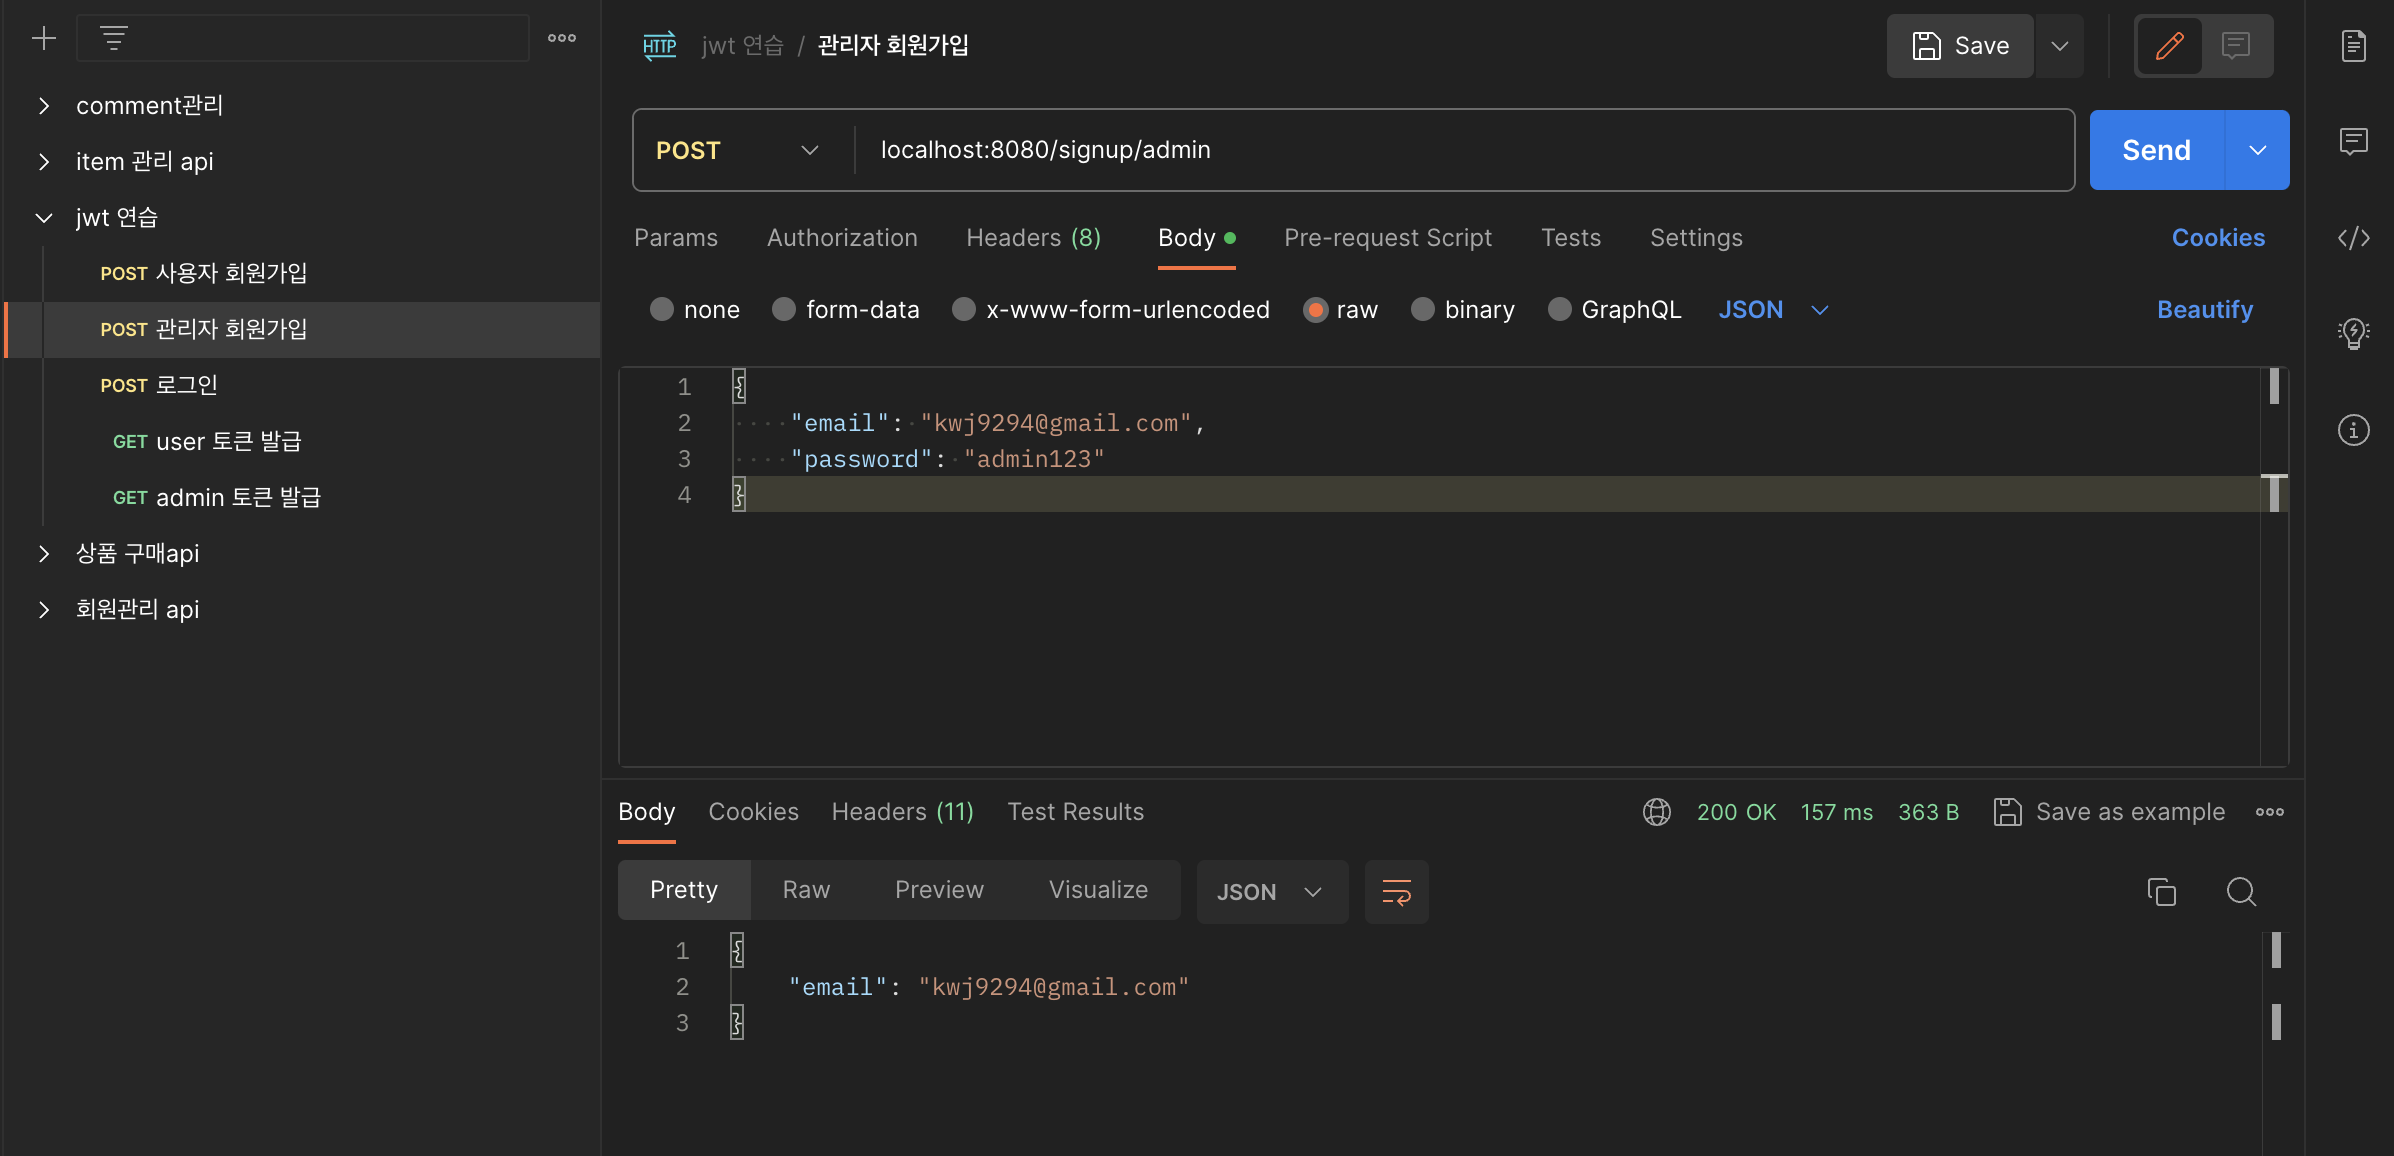 comment관리
item 관리 api
jwt 연습
POST 사용자 회원가입
POST 관리자 회원가입
POST 로그인
GET user 토큰 발급
GET admin 토큰 발급
상품 구매api
회원관리 api
HTTP jwt 연습 / 관리자 회원가입
Save
POST localhost:8080/signup/admin
Send
Params Authorization Headers (8) Body Pre-request Script Tests Settings Cookies
none form-data x-www-form-urlencoded raw binary GraphQL JSON Beautify
1 {
2 "email": "kwj9294@gmail.com",
3 "password": "admin123"
4 }
Body Cookies Headers (11) Test Results 200 OK 157 ms 363 B Save as example
Pretty Raw Preview Visualize JSON
1 {
2 "email": "kwj9294@gmail.com"
3 }